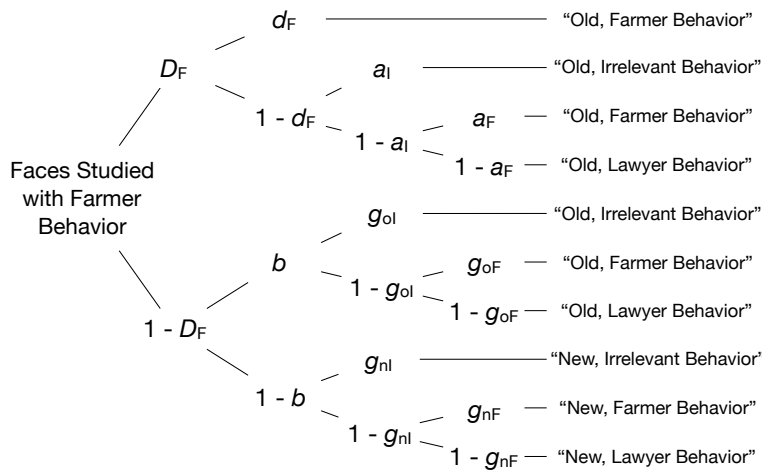 d_F
"Old, Farmer Behavior"
D_F
a_I
"Old, Irrelevant Behavior"
1 - d_F
a_F
"Old, Farmer Behavior"
1 - a_I
1 - a_F
"Old, Lawyer Behavior"
Faces Studied
with Farmer
Behavior
g_oI
"Old, Irrelevant Behavior"
b
g_oF
"Old, Farmer Behavior"
1 - g_oI
1 - g_oF
"Old, Lawyer Behavior"
1 - D_F
g_nI
"New, Irrelevant Behavior"
1 - b
g_nF
"New, Farmer Behavior"
1 - g_nI
1 - g_nF
"New, Lawyer Behavior"